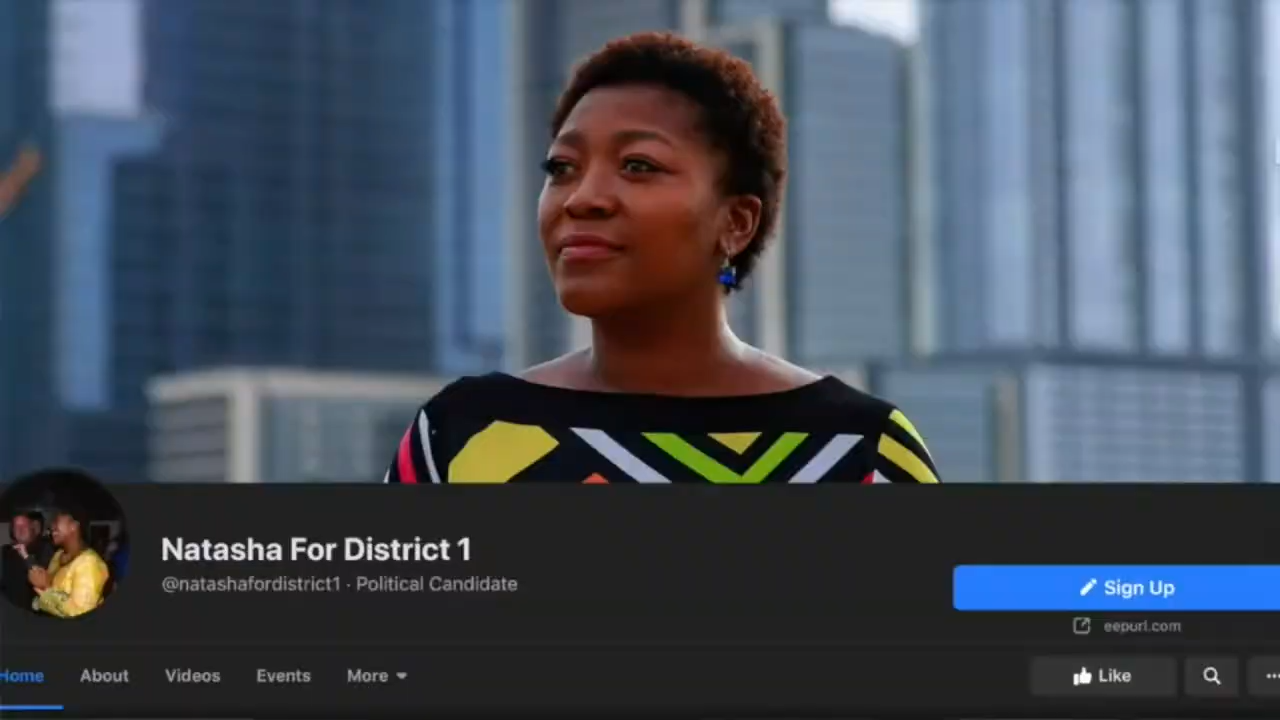 Natasha For District 1
@natashafordistrict1 · Political Candidate
Sign Up
eepurl.com
Home About Videos Events More
Like